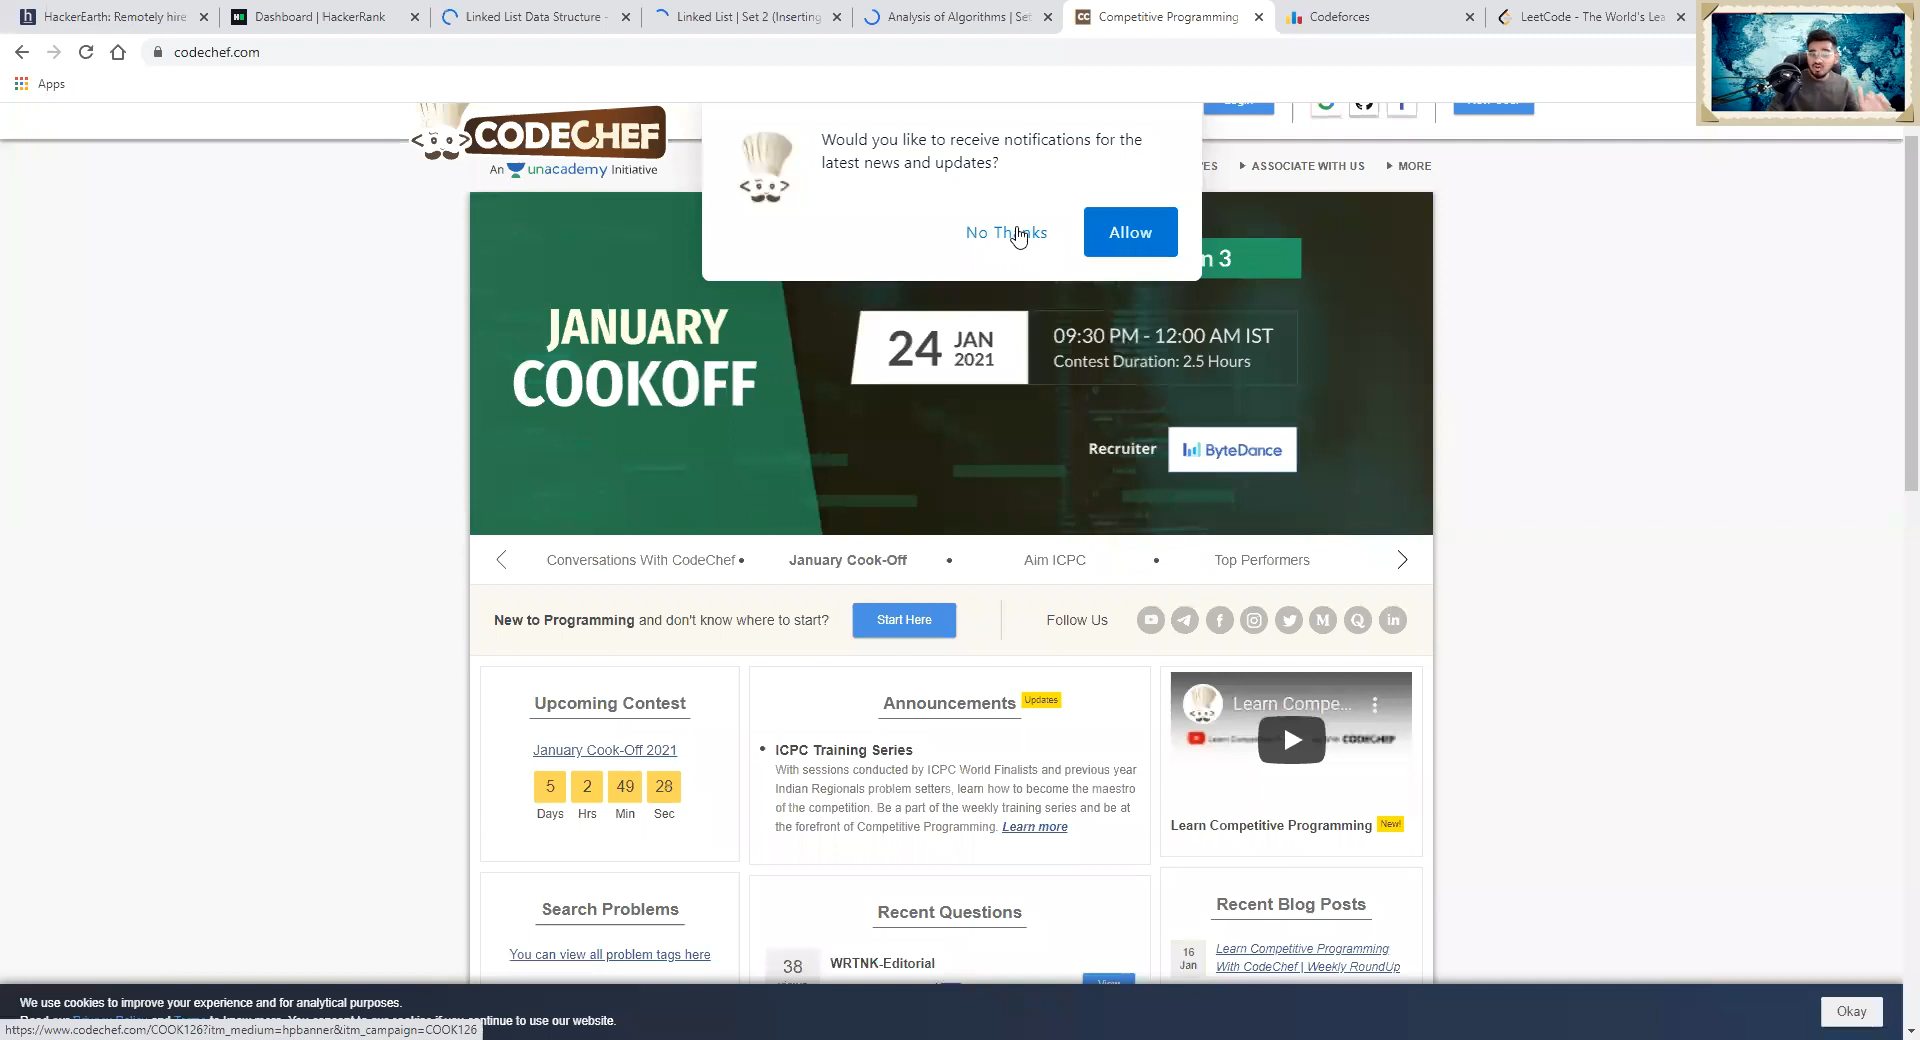 HackerEarth: Remotely hire
Dashboard | HackerRank
Linked List Data Structure -
Linked List | Set 2 (Inserting
Analysis of Algorithms | Set
Competitive Programming
Codeforces
LeetCode - The World's Lea
codechef.com
Apps
CODECHEF
An unacademy Initiative
Would you like to receive notifications for the
latest news and updates?
No Thanks
Allow
ASSOCIATE WITH US
MORE
n 3
JANUARY
COOKOFF
24 JAN
2021
09:30 PM - 12:00 AM IST
Contest Duration: 2.5 Hours
Recruiter
ByteDance
Conversations With CodeChef
January Cook-Off
Aim ICPC
Top Performers
New to Programming and don't know where to start?
Start Here
Follow Us
Upcoming Contest
January Cook-Off 2021
5 2 49 28
Days Hrs Min Sec
Announcements
Updates
ICPC Training Series
With sessions conducted by ICPC World Finalists and previous year
Indian Regionals problem setters, learn how to become the maestro
of the competition. Be a part of the weekly training series and be at
the forefront of Competitive Programming. Learn more
Learn Compe...
Learn Competitive Programming
New!
Search Problems
You can view all problem tags here
Recent Questions
38
WRTNK-Editorial
Recent Blog Posts
16
Jan
Learn Competitive Programming
With CodeChef | Weekly RoundUp
We use cookies to improve your experience and for analytical purposes.
continue to use our website.
Okay
https://www.codechef.com/COOK126?itm_medium=hpbanner&itm_campaign=COOK126